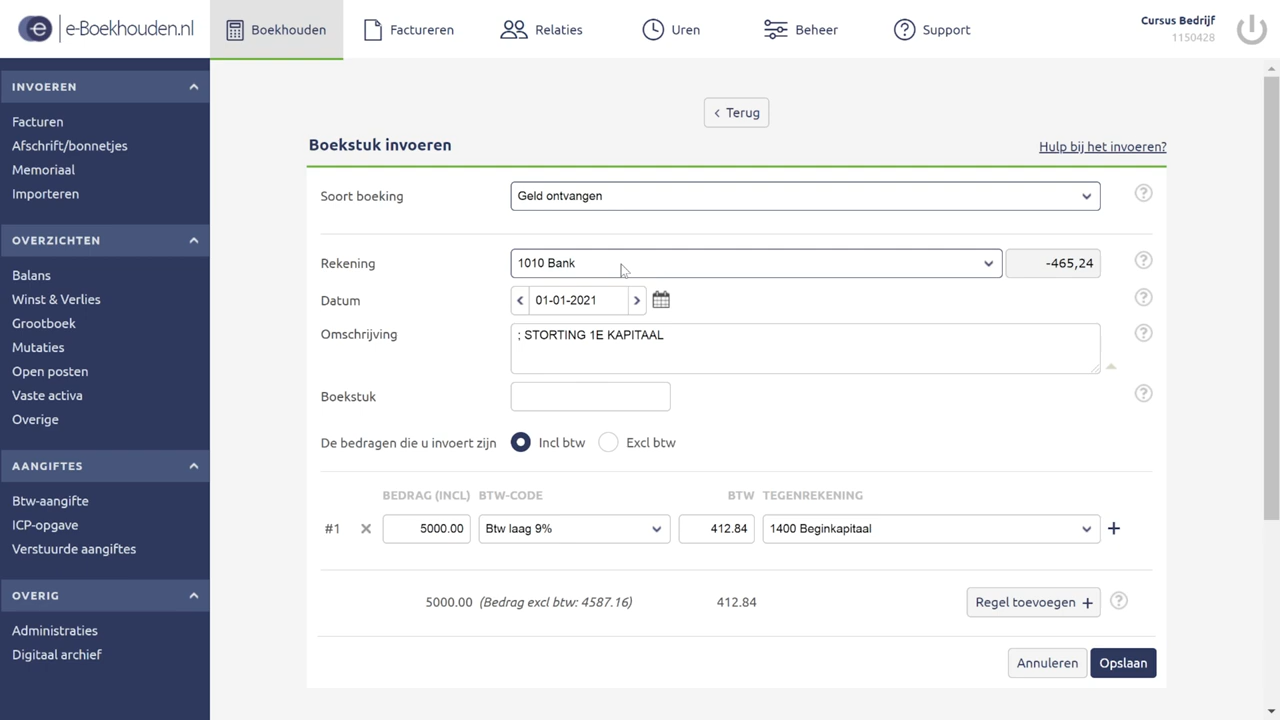 e-Boekhouden.nl
Boekhouden
Factureren
Relaties
Uren
Beheer
Support
Cursus Bedrijf
1150428
INVOEREN
Facturen
Afschrift/bonnetjes
Memoriaal
Importeren
OVERZICHTEN
Balans
Winst & Verlies
Grootboek
Mutaties
Open posten
Vaste activa
Overige
AANGIFTES
Btw-aangifte
ICP-opgave
Verstuurde aangiftes
OVERIG
Administraties
Digitaal archief
< Terug
Boekstuk invoeren
Hulp bij het invoeren?
Soort boeking
Geld ontvangen
Rekening
1010 Bank
-465,24
Datum
01-01-2021
Omschrijving
; STORTING 1E KAPITAAL
Boekstuk
De bedragen die u invoert zijn
Incl btw
Excl btw
BEDRAG (INCL) BTW-CODE BTW TEGENREKENING
#1 5000.00 Btw laag 9% 412.84 1400 Beginkapitaal
5000.00 (Bedrag excl btw: 4587.16) 412.84
Regel toevoegen +
Annuleren
Opslaan